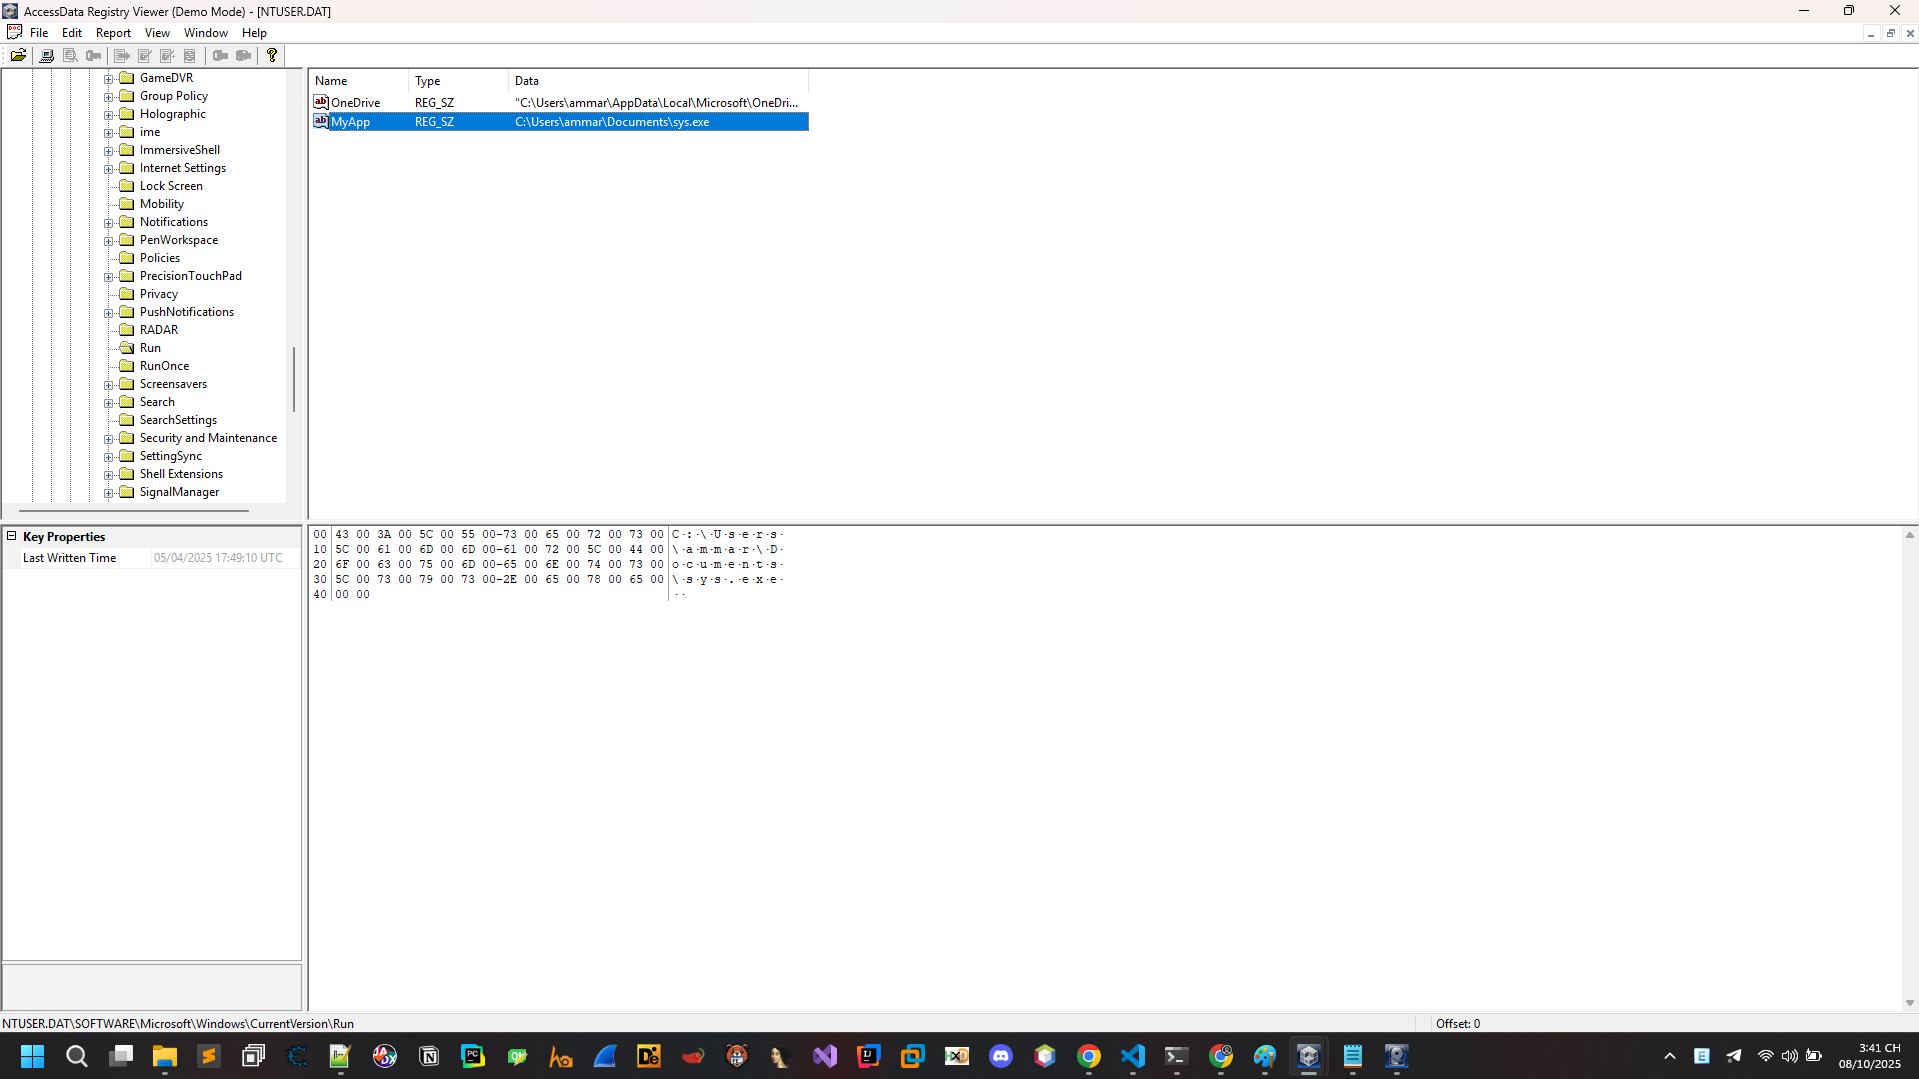 AccessData Registry Viewer (Demo Mode) - [NTUSER.DAT]
File Edit Report View Window Help
GameDVR
Group Policy
Holographic
ime
ImmersiveShell
Internet Settings
Lock Screen
Mobility
Notifications
PenWorkspace
Policies
PrecisionTouchPad
Privacy
PushNotifications
RADAR
Run
RunOnce
Screensavers
Search
SearchSettings
Security and Maintenance
SettingSync
Shell Extensions
SignalManager
Name Type Data
OneDrive REG_SZ "C:\Users\ammar\AppData\Local\Microsoft\OneDri...
MyApp REG_SZ C:\Users\ammar\Documents\sys.exe
Key Properties
Last Written Time 05/04/2025 17:49:10 UTC
00 43 00 3A 00 5C 00 55 00-73 00 65 00 72 00 73 00 C·:·\·U·s·e·r·s·
10 5C 00 61 00 6D 00 6D 00-61 00 72 00 5C 00 44 00 \·a·m·m·a·r·\·D·
20 6F 00 63 00 75 00 6D 00-65 00 6E 00 74 00 73 00 o·c·u·m·e·n·t·s·
30 5C 00 73 00 79 00 73 00-2E 00 65 00 78 00 65 00 \·s·y·s·.·e·x·e·
40 00 00 ··
NTUSER.DAT\SOFTWARE\Microsoft\Windows\CurrentVersion\Run
Offset: 0
3:41 CH
08/10/2025